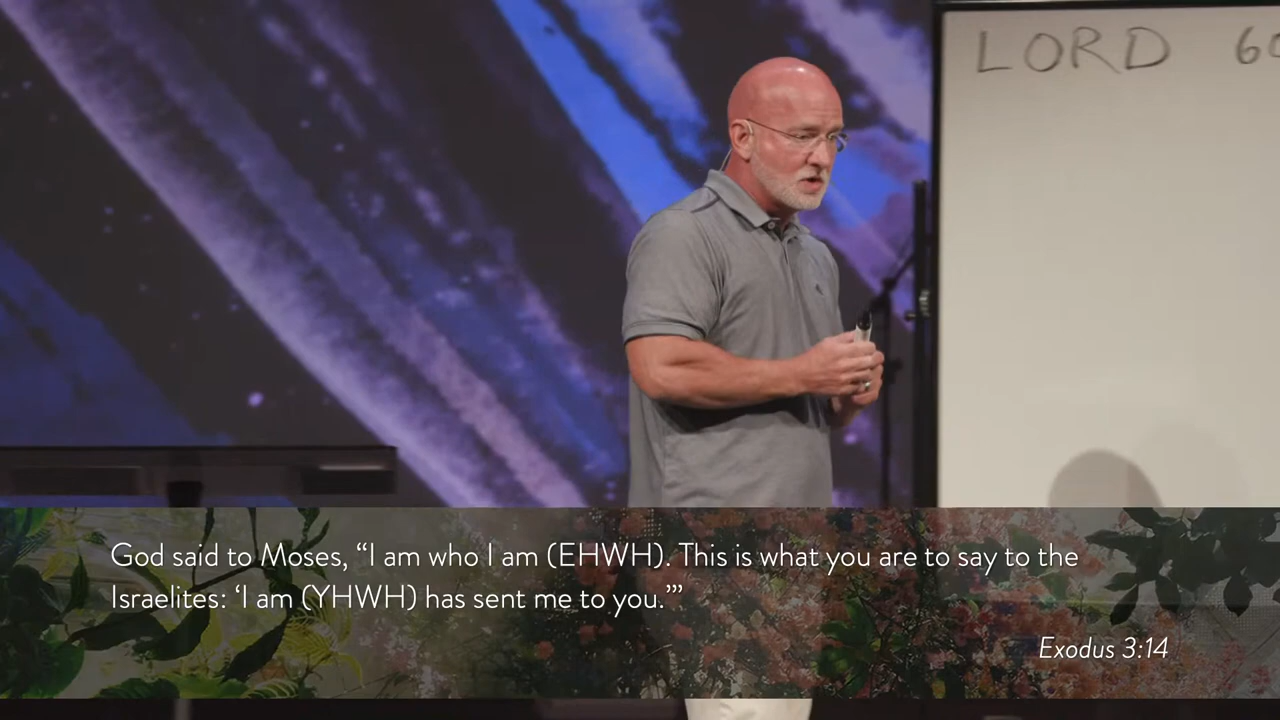 LORD 60
God said to Moses, “I am who I am (EHWH). This is what you are to say to the
Israelites: ‘I am (YHWH) has sent me to you.’”
Exodus 3:14